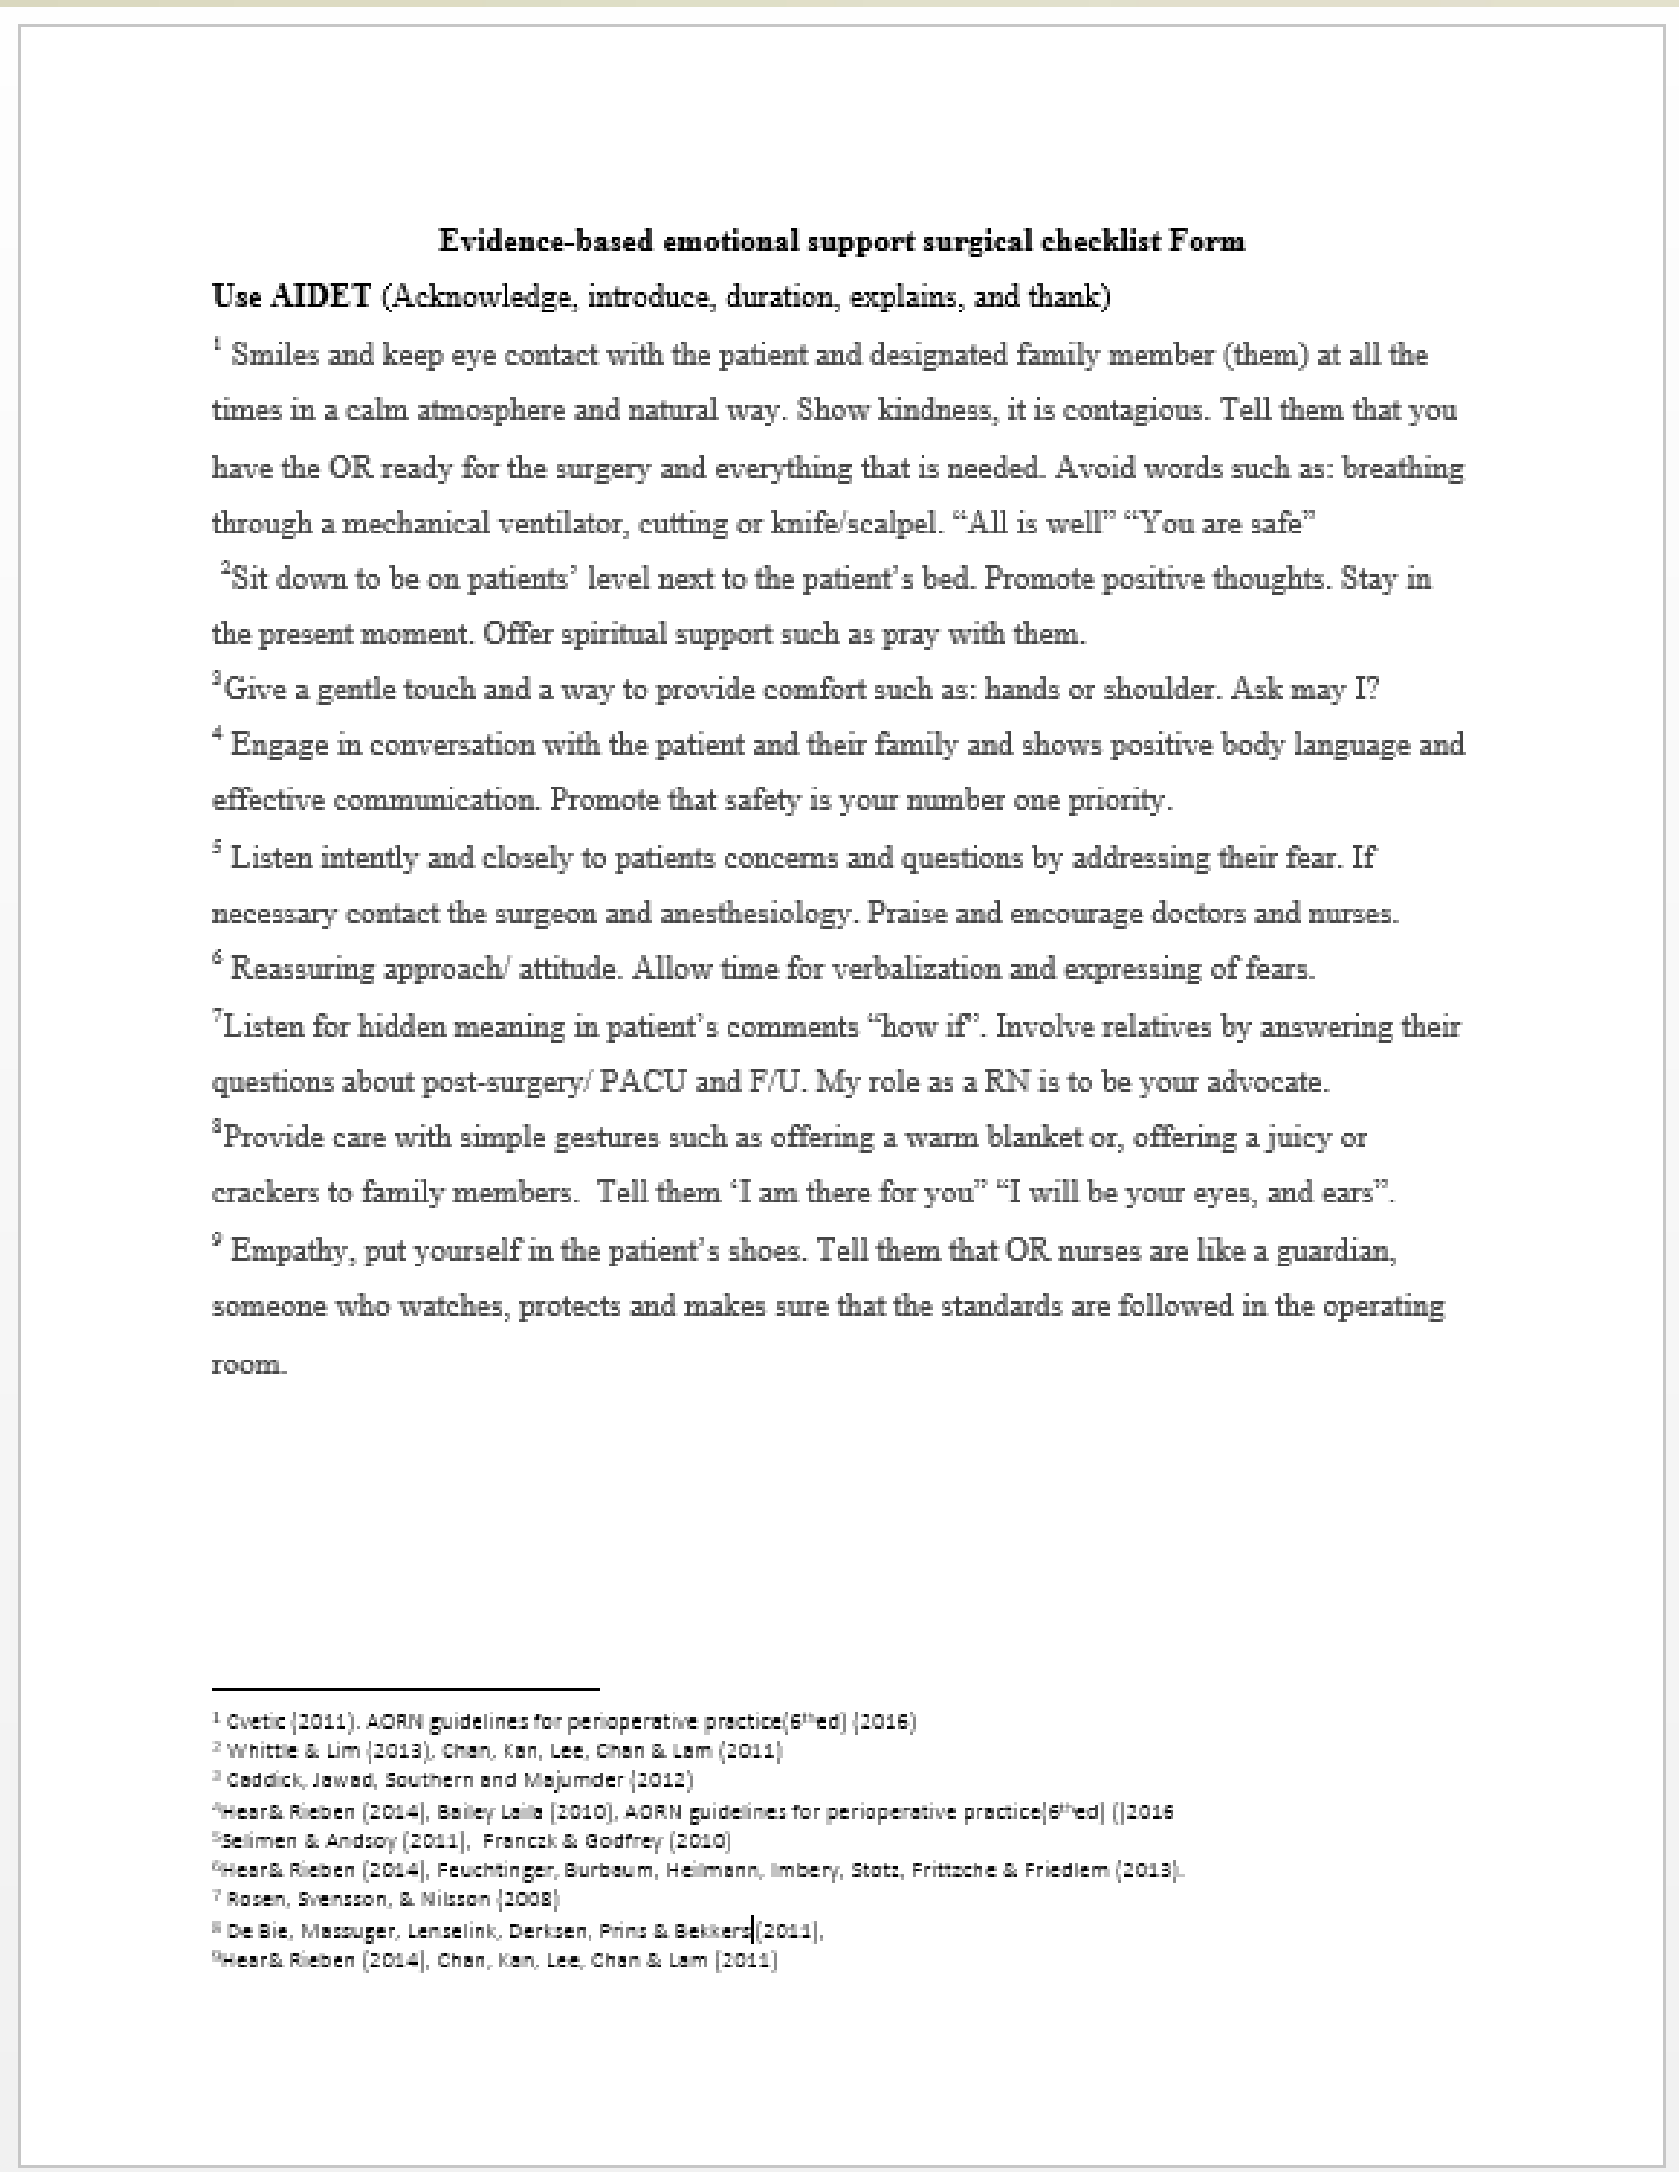 Evidence-based emotional support surgical checklist Form
Use AIDET (Acknowledge, introduce, duration, explains, and thank)
1 Smiles and keep eye contact with the patient and designated family member (them) at all the
times in a calm atmosphere and natural way. Show kindness, it is contagious. Tell them that you
have the OR ready for the surgery and everything that is needed. Avoid words such as: breathing
through a mechanical ventilator, cutting or knife/scalpel. “All is well” “You are safe”
2Sit down to be on patients’ level next to the patient’s bed. Promote positive thoughts. Stay in
the present moment. Offer spiritual support such as pray with them.
3Give a gentle touch and a way to provide comfort such as: hands or shoulder. Ask may I?
4 Engage in conversation with the patient and their family and shows positive body language and
effective communication. Promote that safety is your number one priority.
5 Listen intently and closely to patients concerns and questions by addressing their fear. If
necessary contact the surgeon and anesthesiology. Praise and encourage doctors and nurses.
6 Reassuring approach/ attitude. Allow time for verbalization and expressing of fears.
7Listen for hidden meaning in patient’s comments “how if”. Involve relatives by answering their
questions about post-surgery/ PACU and F/U. My role as a RN is to be your advocate.
8Provide care with simple gestures such as offering a warm blanket or, offering a juicy or
crackers to family members.  Tell them ‘I am there for you” “I will be your eyes, and ears”.
9 Empathy, put yourself in the patient’s shoes. Tell them that OR nurses are like a guardian,
someone who watches, protects and makes sure that the standards are followed in the operating
room.
1 Cvetic (2011). AORN guidelines for perioperative practice(6thed) (2016)
2 Whittle & Lim (2013), Chan, Kan, Lee, Chan & Lam (2011)
3 Caddick, Jawad, Southern and Majumder (2012)
4Hear& Rieben (2014), Bailey Laila (2010), AORN guidelines for perioperative practice(6thed) ()2016
5Selimen & Andsoy (2011),  Franczk & Godfrey (2010)
6Hear& Rieben (2014), Feuchtinger, Burbaum, Heilmann, Imbery, Stotz, Frittzche & Friedlem (2013).
7 Rosen, Svensson, & Nilsson (2008)
8 De Bie, Massuger, Lenselink, Derksen, Prins & Bekkers(2011),
9Hear& Rieben (2014), Chan, Kan, Lee, Chan & Lam (2011)